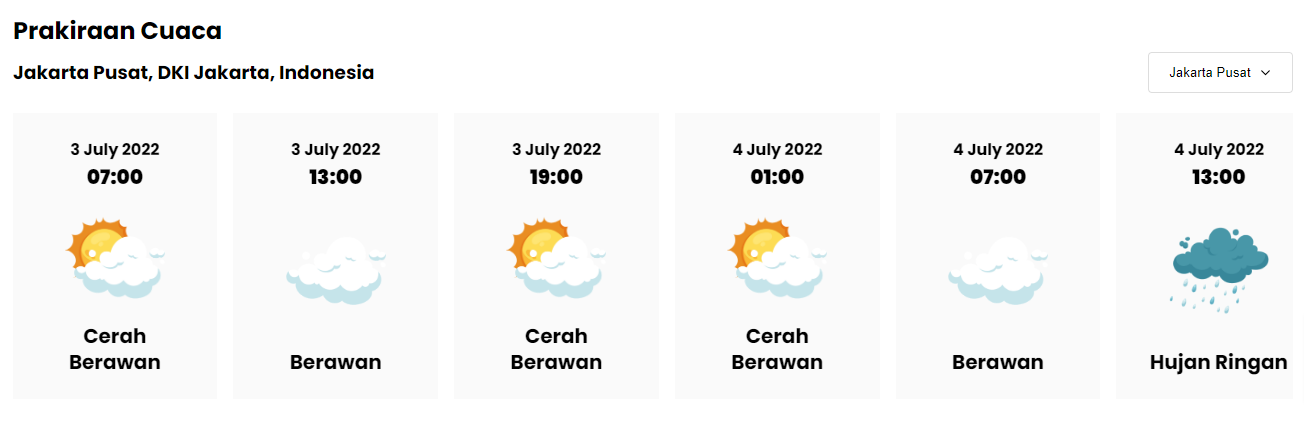 Prakiraan Cuaca
Jakarta Pusat, DKI Jakarta, Indonesia
Jakarta Pusat
3 July 2022
07:00
Cerah
Berawan
3 July 2022
13:00
Berawan
3 July 2022
19:00
Cerah
Berawan
4 July 2022
01:00
Cerah
Berawan
4 July 2022
07:00
Berawan
4 July 2022
13:00
Hujan Ringan